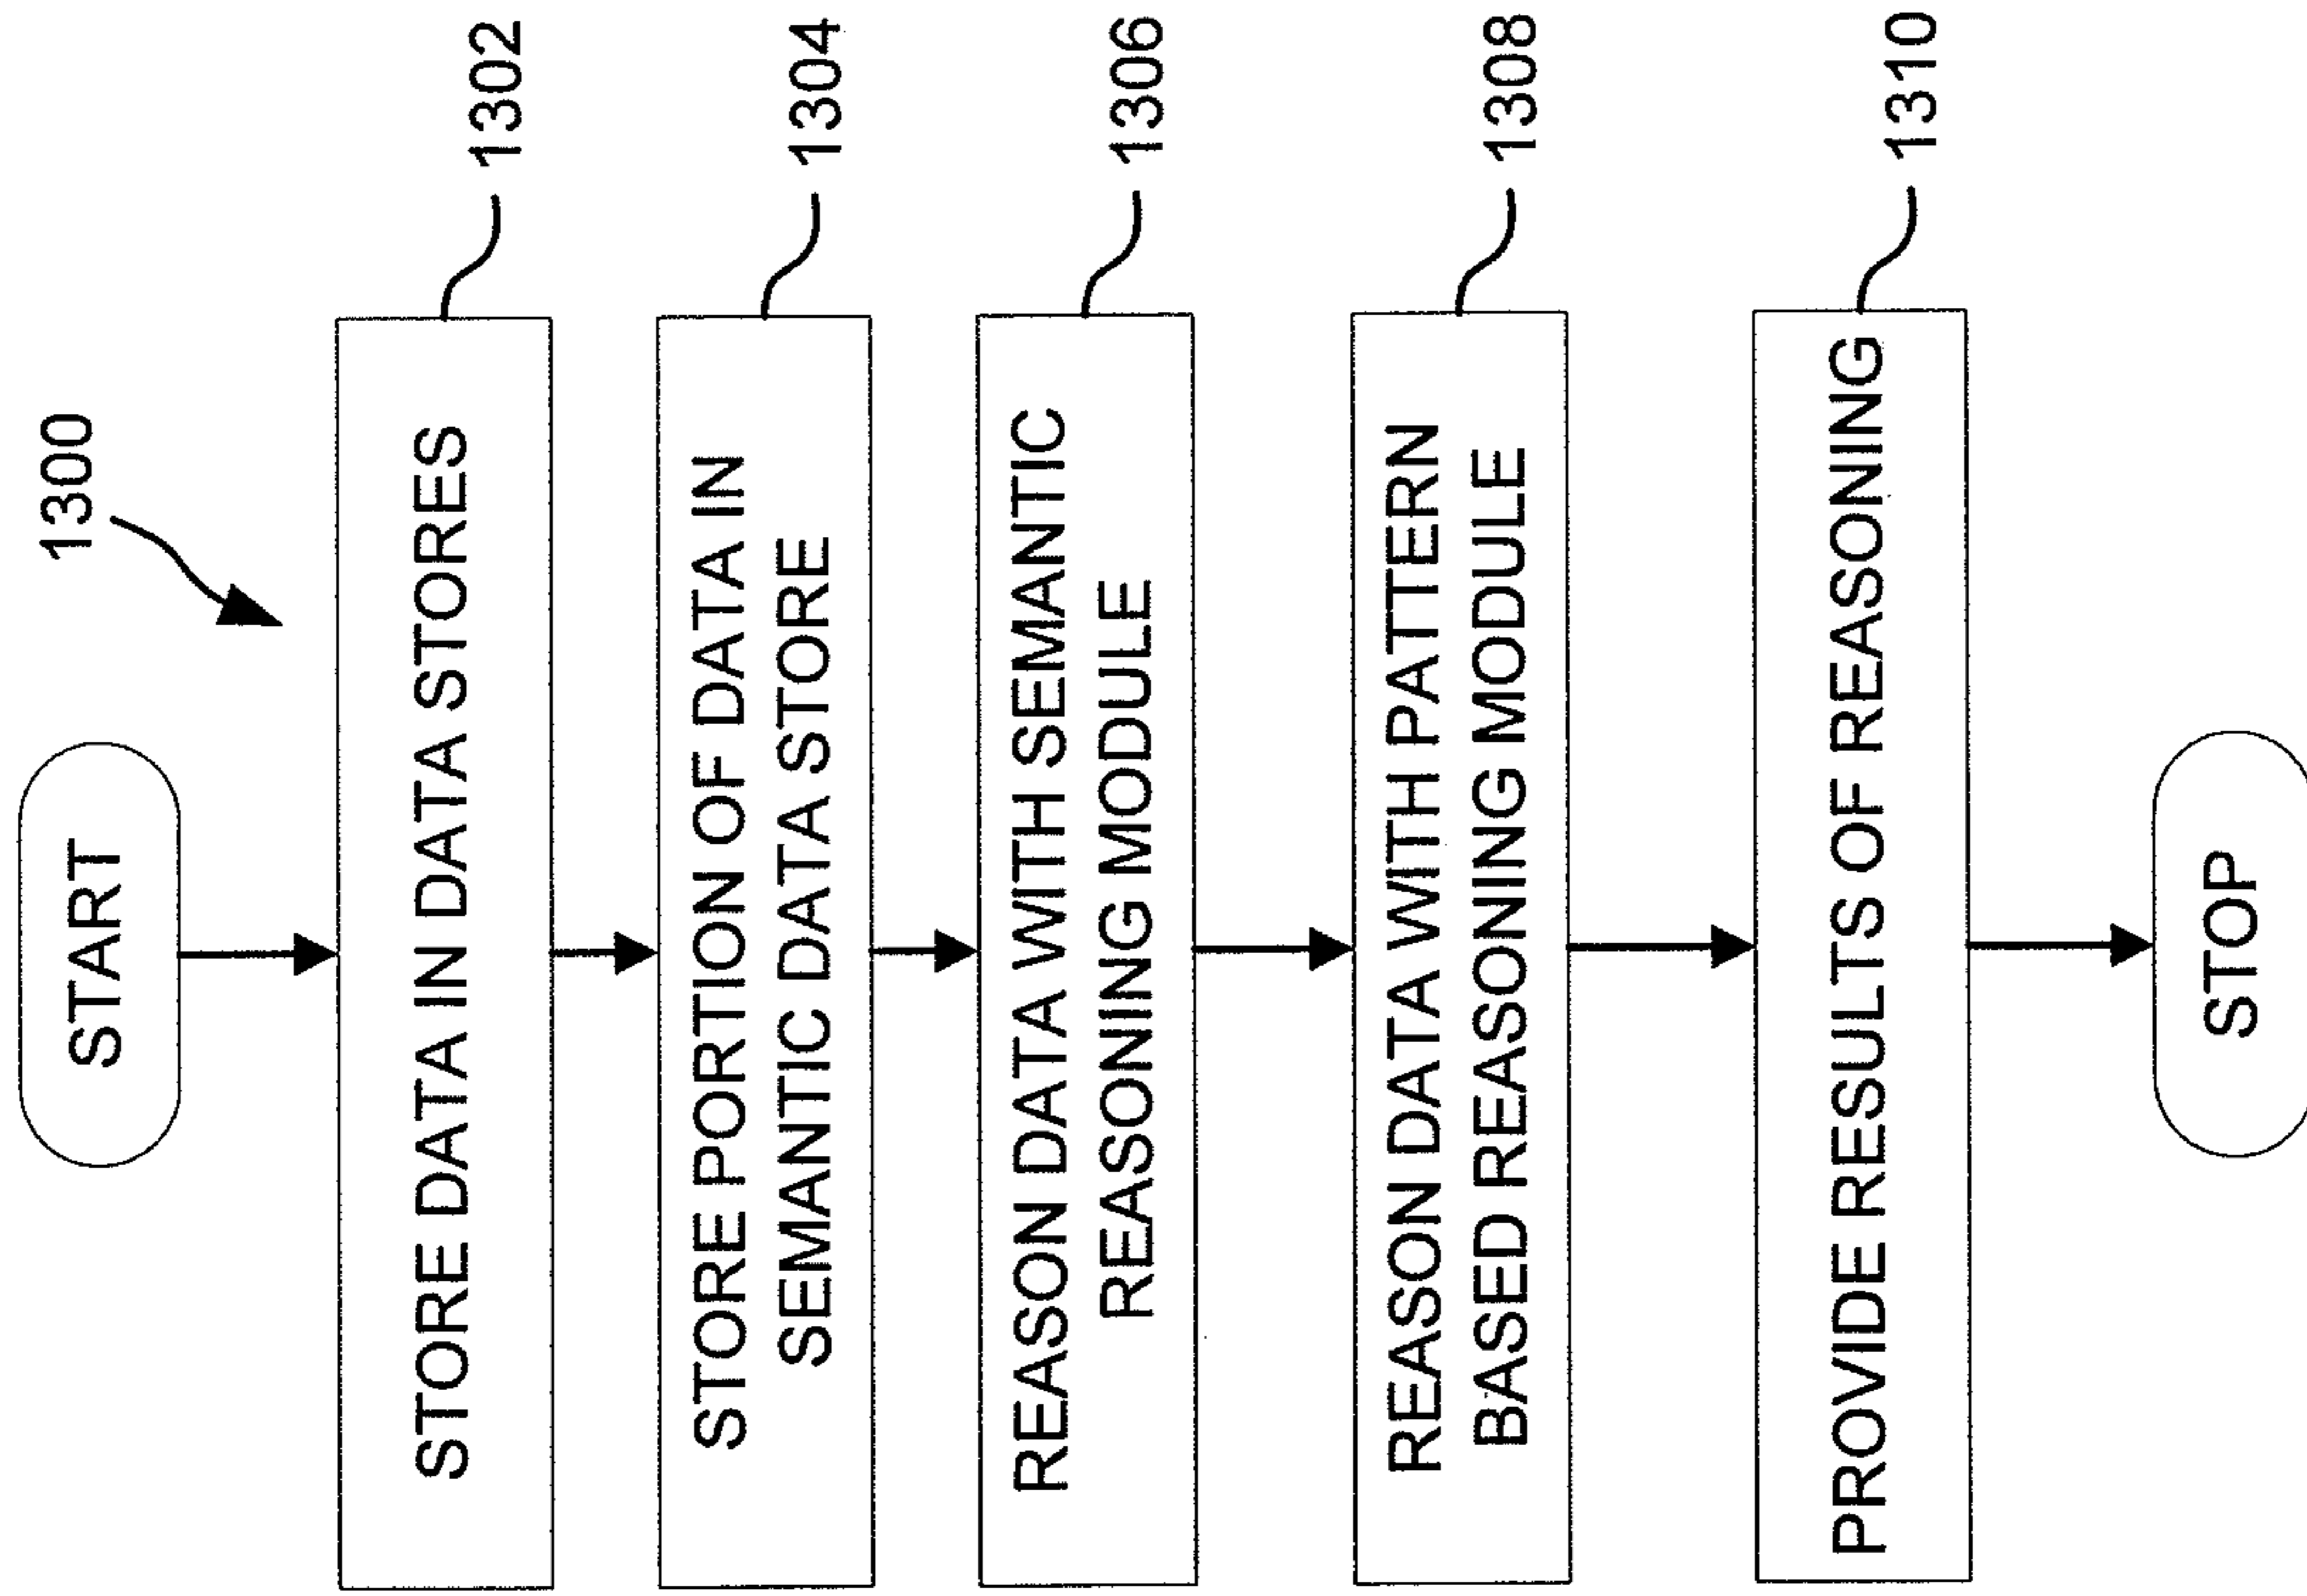 1300
START
STORE DATA IN DATA STORES
1302
STORE PORTION OF DATA IN
SEMANTIC DATA STORE
1304
REASON DATA WITH SEMANTIC
REASONING MODULE
1306
REASON DATA WITH PATTERN
BASED REASONING MODULE
1308
PROVIDE RESULTS OF REASONING
1310
STOP